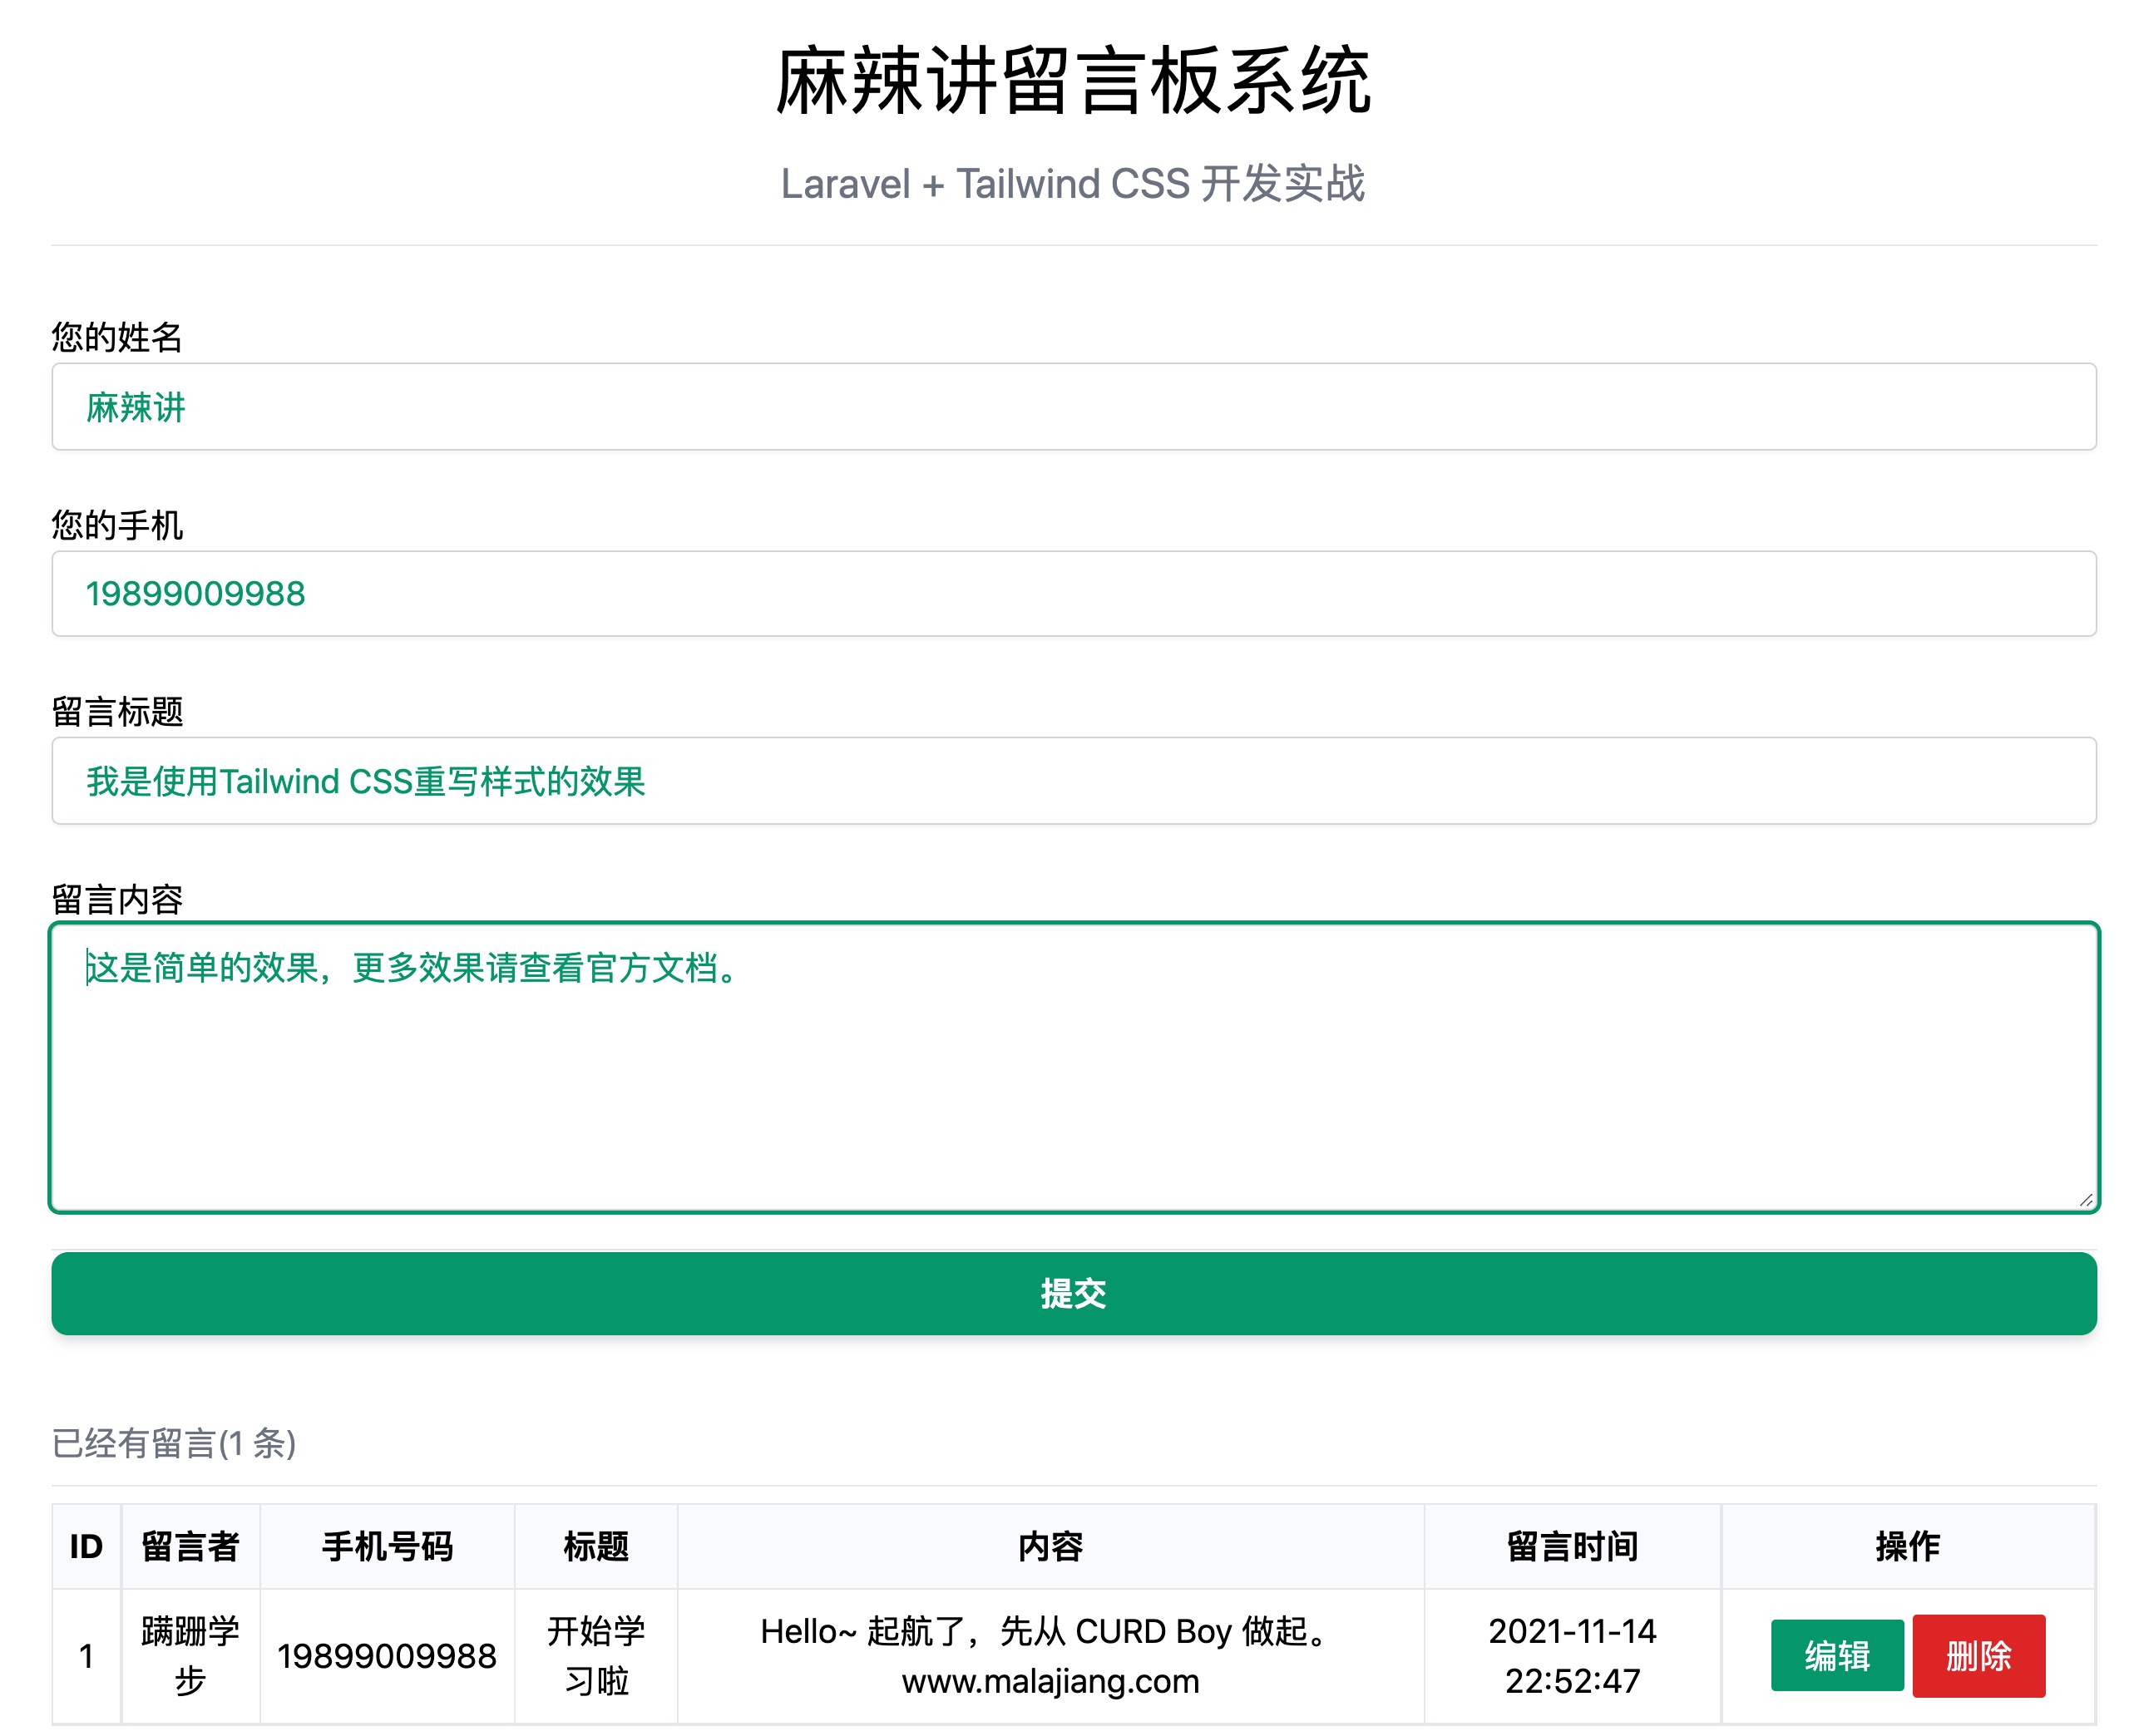 麻辣讲留言板系统
Laravel + Tailwind CSS 开发实战
您的姓名
麻辣讲
您的手机
19899009988
留言标题
我是使用Tailwind CSS重写样式的效果
留言内容
这是简单的效果，更多效果请查看官方文档。
提交
已经有留言(1 条)
ID 留言者 手机号码 标题 内容 留言时间 操作
1 蹒跚学步 19899009988 开始学习啦 Hello~ 起航了，先从 CURD Boy 做起。 www.malajiang.com 2021-11-14 22:52:47 编辑 删除